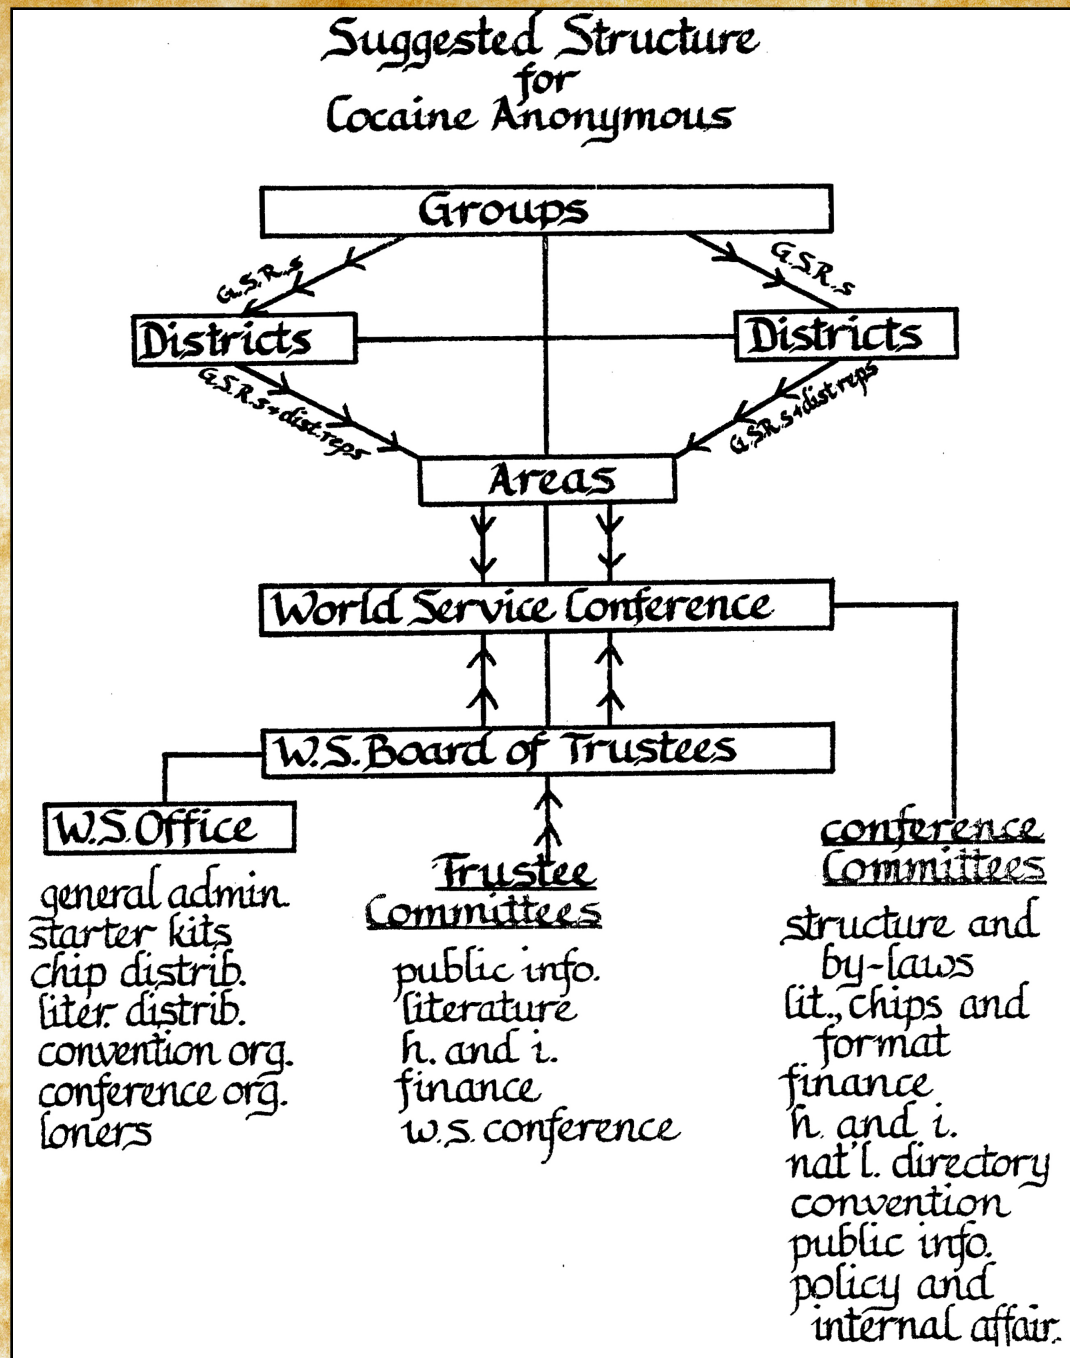 Suggested Structure
for
Cocaine Anonymous
Groups
G.S.R.s
G.S.R.s
Districts
Districts
G.S.R.s+dist.reps
G.S.R.s+dist reps
Areas
World Service Conference
W.S. Board of Trustees
W.S. Office
general admin.
starter kits
chip distrib.
liter. distrib.
convention org.
conference org.
loners
Trustee
Committees
public info.
literature
h. and i.
finance
w.s. conference
conference
Committees
structure and
by-laws
lit., chips and
format
finance
h. and i.
nat'l. directory
convention
public info.
policy and
internal affair.